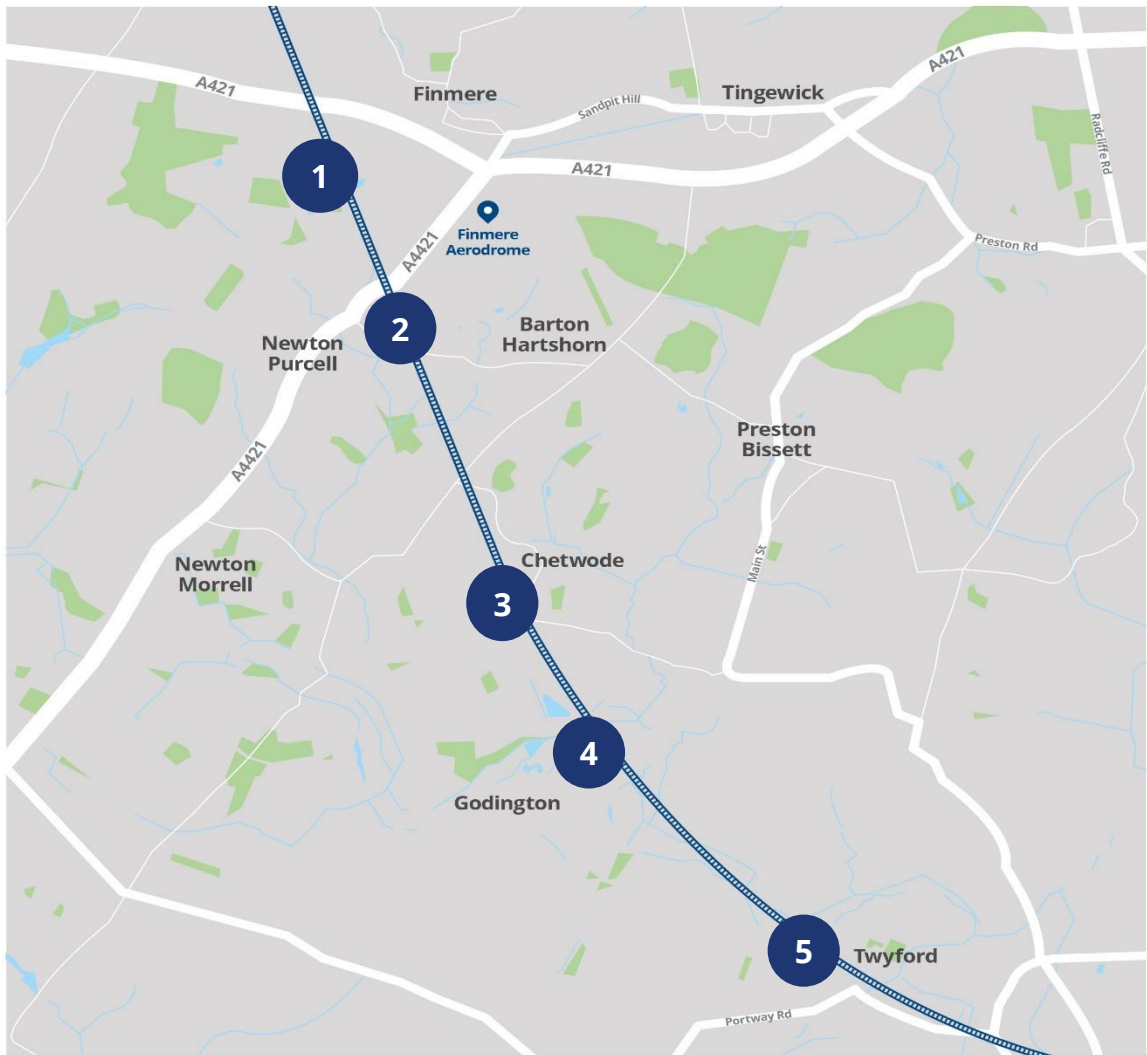 A421
Finmere
Sandpit Hill
Tingewick
A421
Radcliffe Rd
1
A421
Finmere
Aerodrome
A4421
Preston Rd
2
Newton
Purcell
Barton
Hartshorn
A4421
Preston
Bissett
Newton
Morrell
Chetwode
Main St
3
4
Godington
5
Twyford
Portway Rd